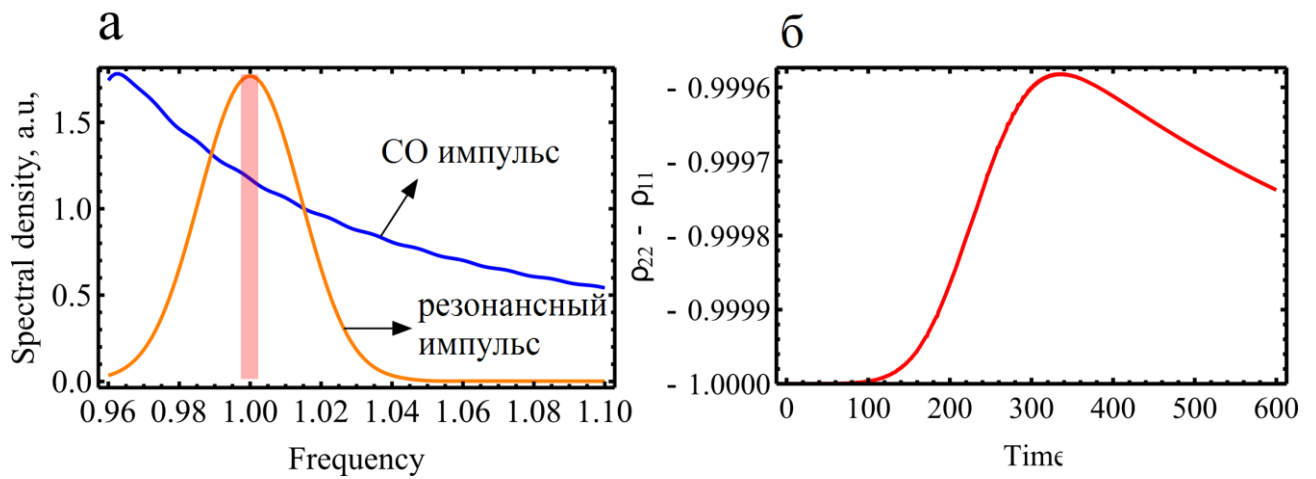 а
Spectral density, a.u,
1.5
1.0
0.5
0.0
СО импульс
резонансный
импульс
0.96 0.98 1.00 1.02 1.04 1.06 1.08 1.10
Frequency
б
ρ22 - ρ11
- 0.9996
- 0.9997
- 0.9998
- 0.9999
- 1.0000
0 100 200 300 400 500 600
Time